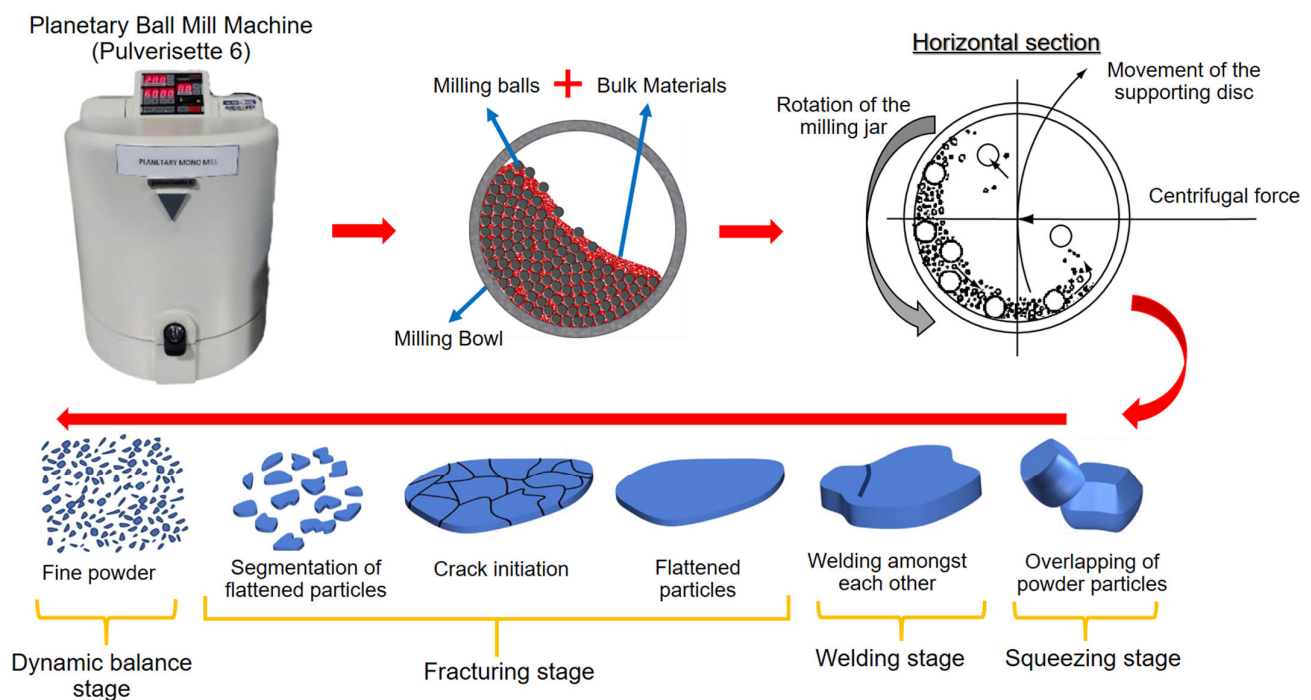 Planetary Ball Mill Machine
(Pulverisette 6)
200
PLANETARY MONO MILL
Milling balls + Bulk Materials
Milling Bowl
Horizontal section
Rotation of the
milling jar
Movement of the
supporting disc
Centrifugal force
Fine powder
Segmentation of
flattened particles
Crack initiation
Flattened
particles
Welding amongst
each other
Overlapping of
powder particles
Dynamic balance
stage
Fracturing stage
Welding stage
Squeezing stage